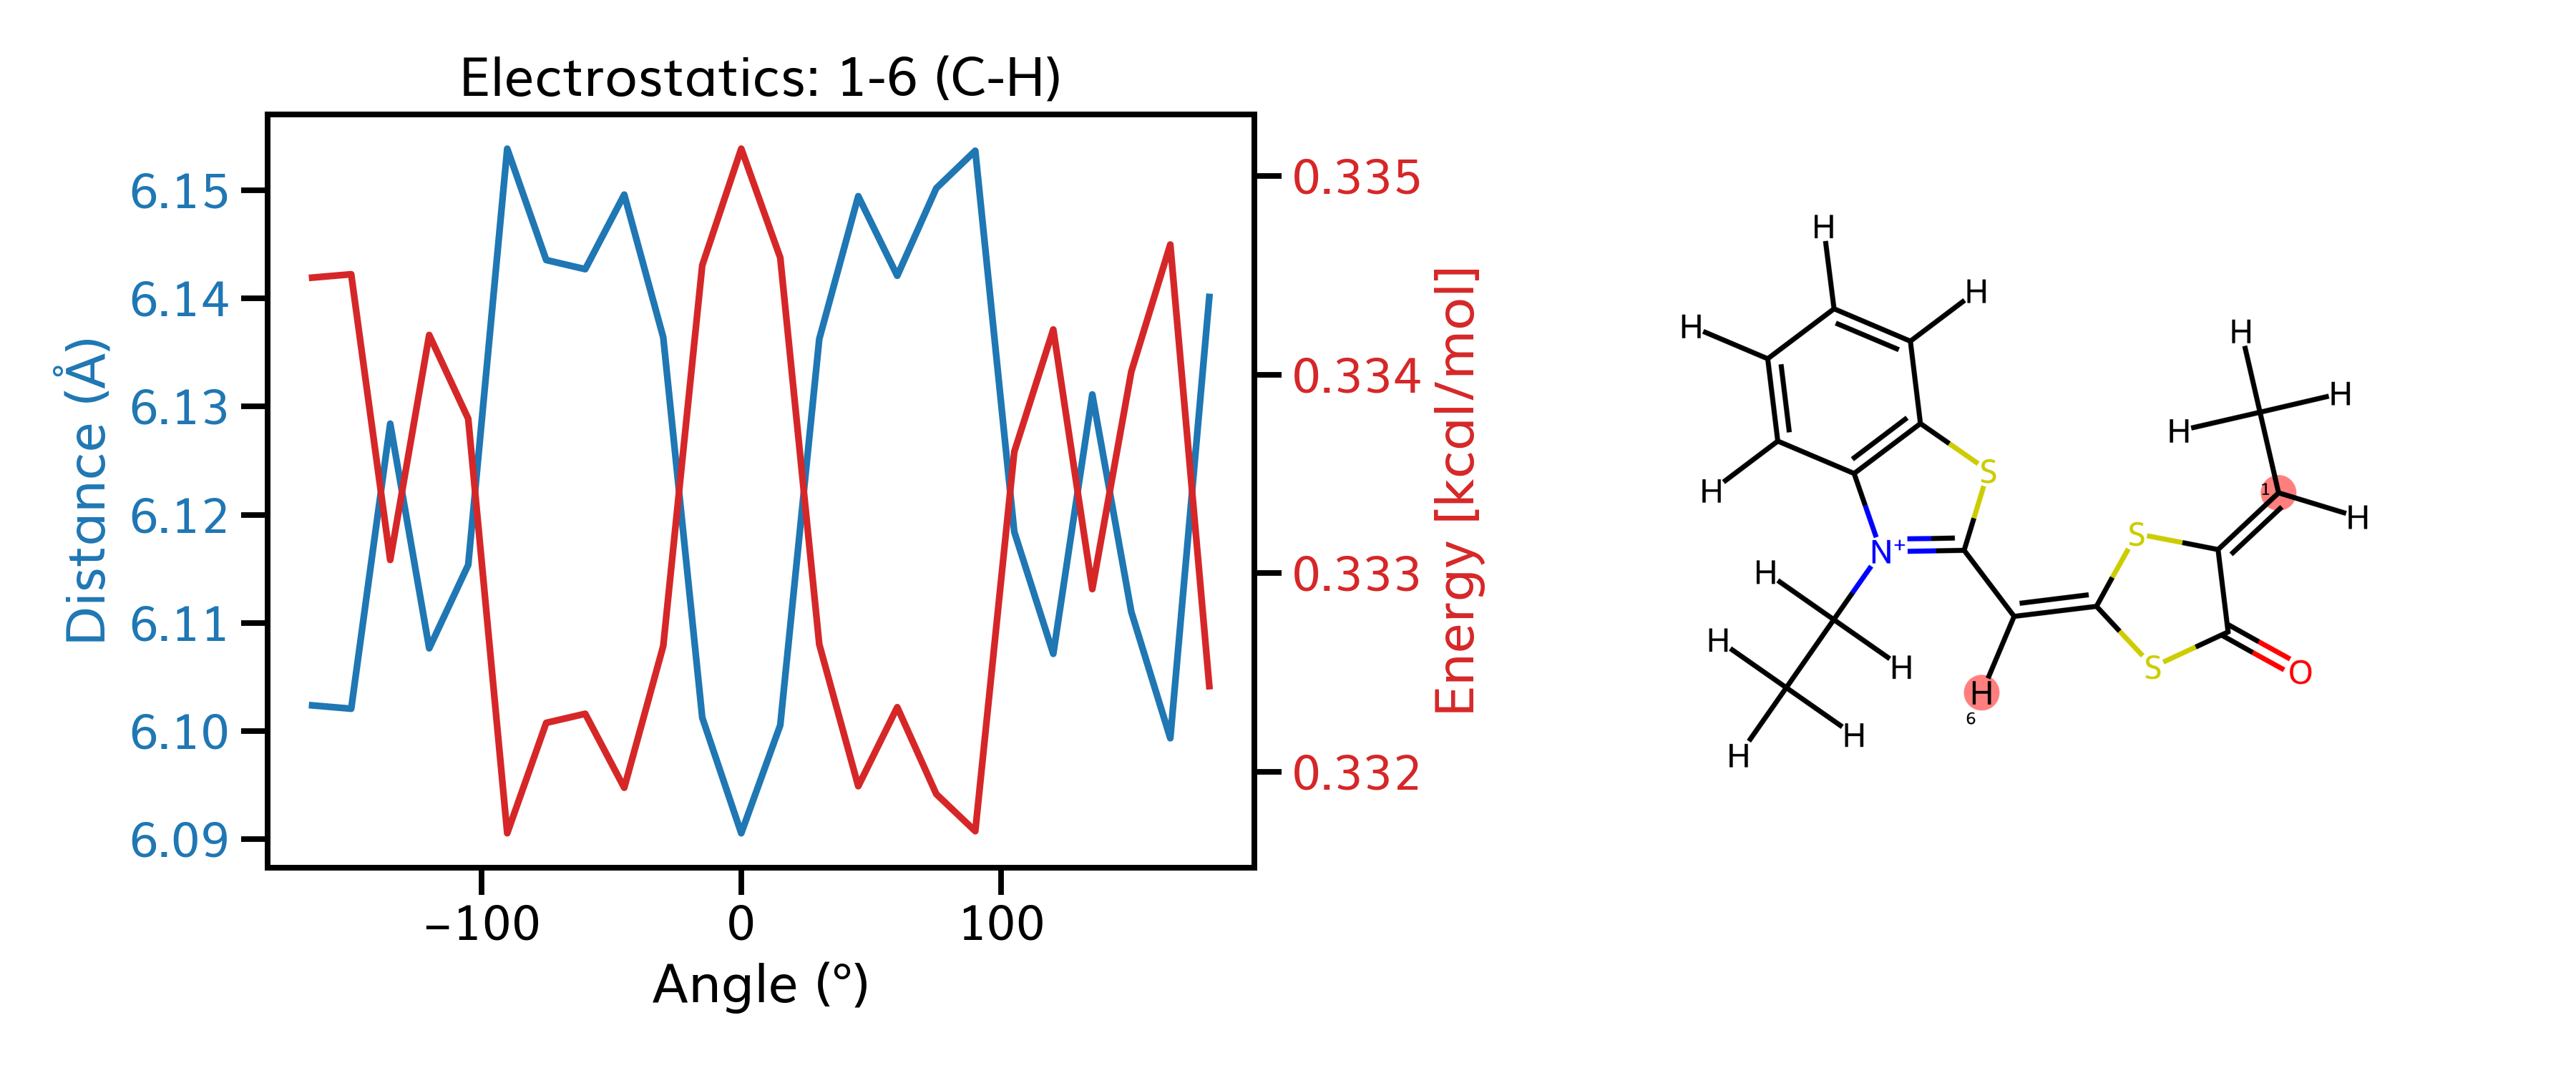 Electrostatics: 1-6 (C-H)
6.15
6.14
6.13
6.12
6.11
6.10
6.09
Distance (Å)
0.335
0.334
0.333
0.332
Energy [kcal/mol]
−100
0
100
Angle (°)
H
H
H
H
H
H
H
S
1
H
S
N⁺
H
H
H
S
O
H
6
H
H